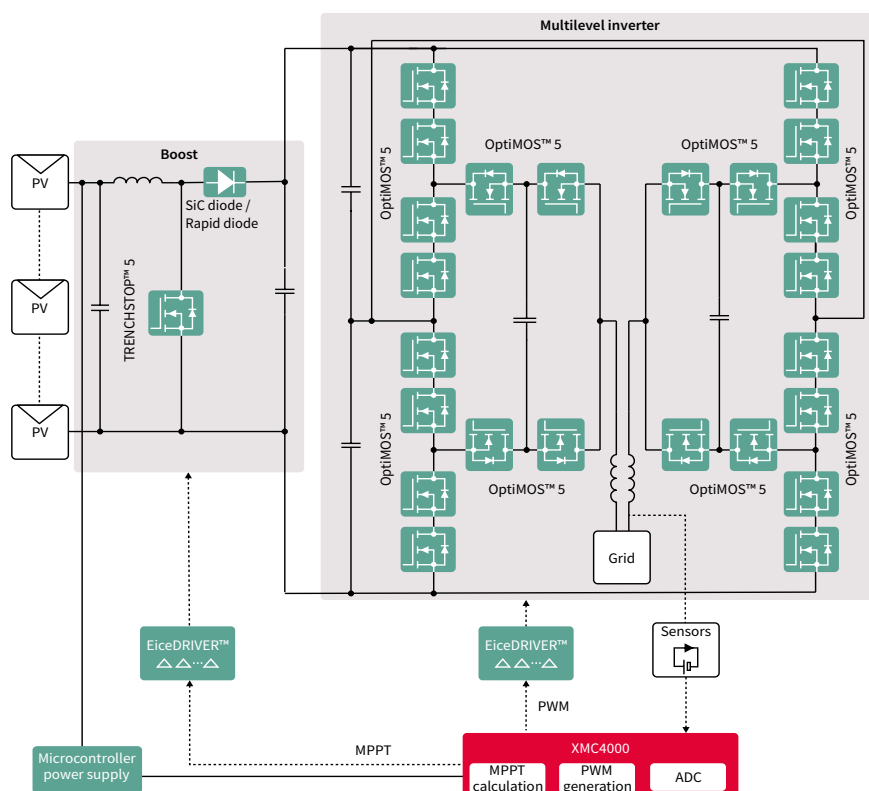 Multilevel inverter
Boost
PV
PV
PV
SiC diode /
Rapid diode
TRENCHSTOP™ 5
OptiMOS™ 5
OptiMOS™ 5
OptiMOS™ 5
OptiMOS™ 5
OptiMOS™ 5
OptiMOS™ 5
OptiMOS™ 5
OptiMOS™ 5
Grid
EiceDRIVER™
EiceDRIVER™
Sensors
PWM
MPPT
Microcontroller
power supply
XMC4000
MPPT
calculation
PWM
generation
ADC